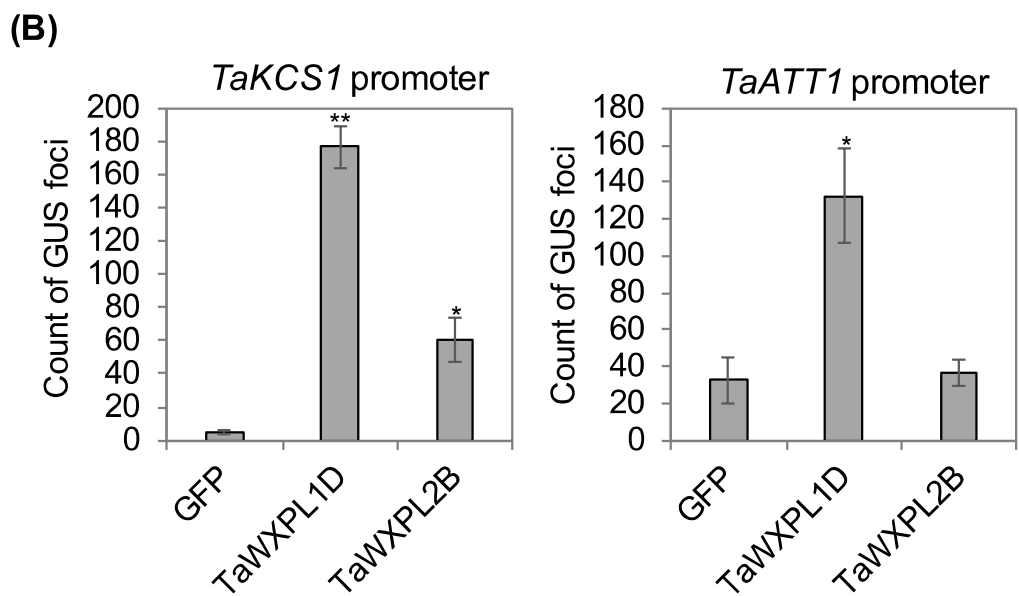 (B)
TaKCS1 promoter
Count of GUS foci
200
180
160
140
120
100
80
60
40
20
0
**
*
GFP
TaWXPL1D
TaWXPL2B
TaATT1 promoter
Count of GUS foci
180
160
140
120
100
80
60
40
20
0
*
GFP
TaWXPL1D
TaWXPL2B